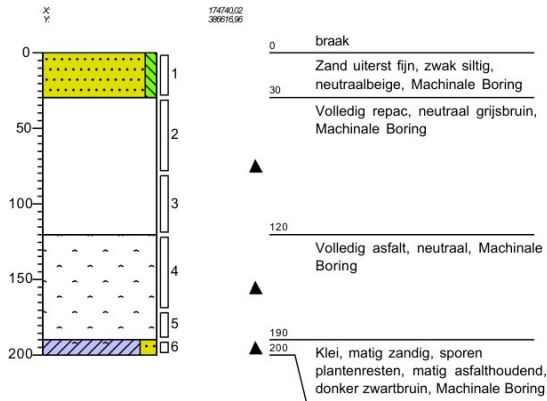 X: 174740,02
Y: 386616,96
0 braak
Zand uiterst fijn, zwak siltig,
neutraalbeige, Machinale Boring
30
Volledig repac, neutraal grijsbruin,
Machinale Boring
120
Volledig asfalt, neutraal, Machinale
Boring
190
200
Klei, matig zandig, sporen
plantenresten, matig asfalthoudend,
donker zwartbruin, Machinale Boring
0
50
100
150
200
1
2
3
4
5
6